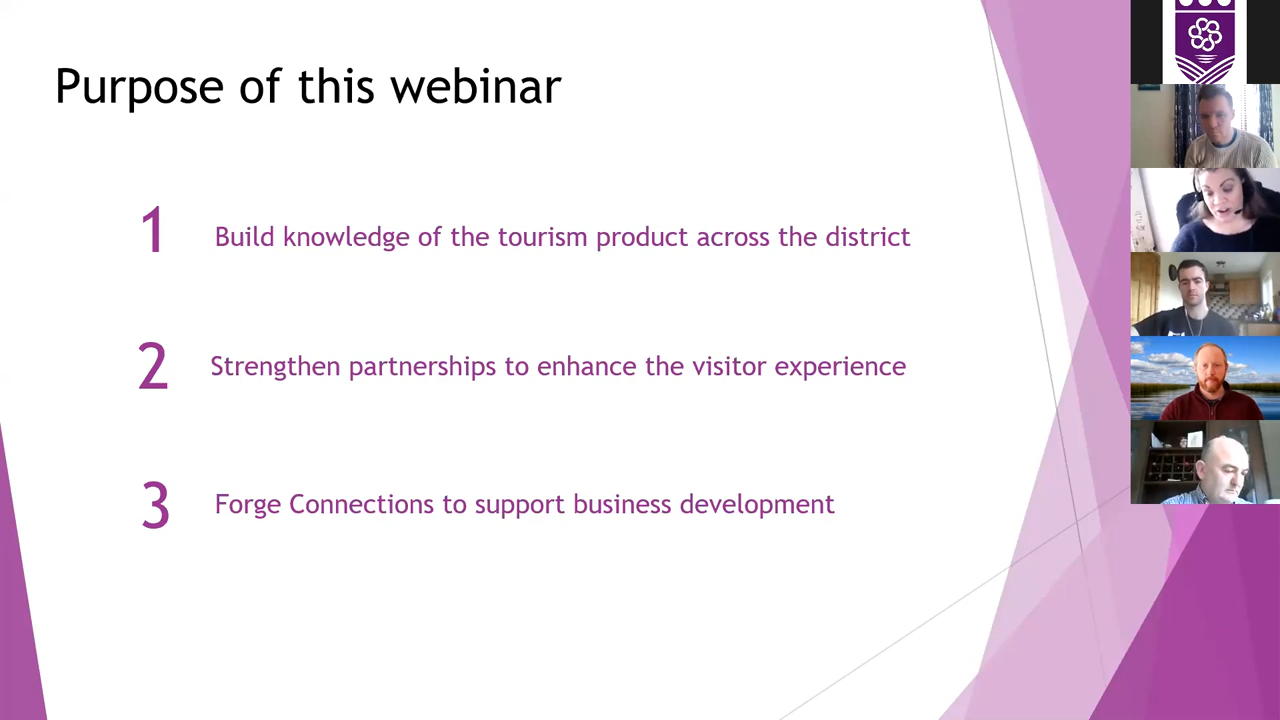 Purpose of this webinar
1 Build knowledge of the tourism product across the district
2 Strengthen partnerships to enhance the visitor experience
3 Forge Connections to support business development